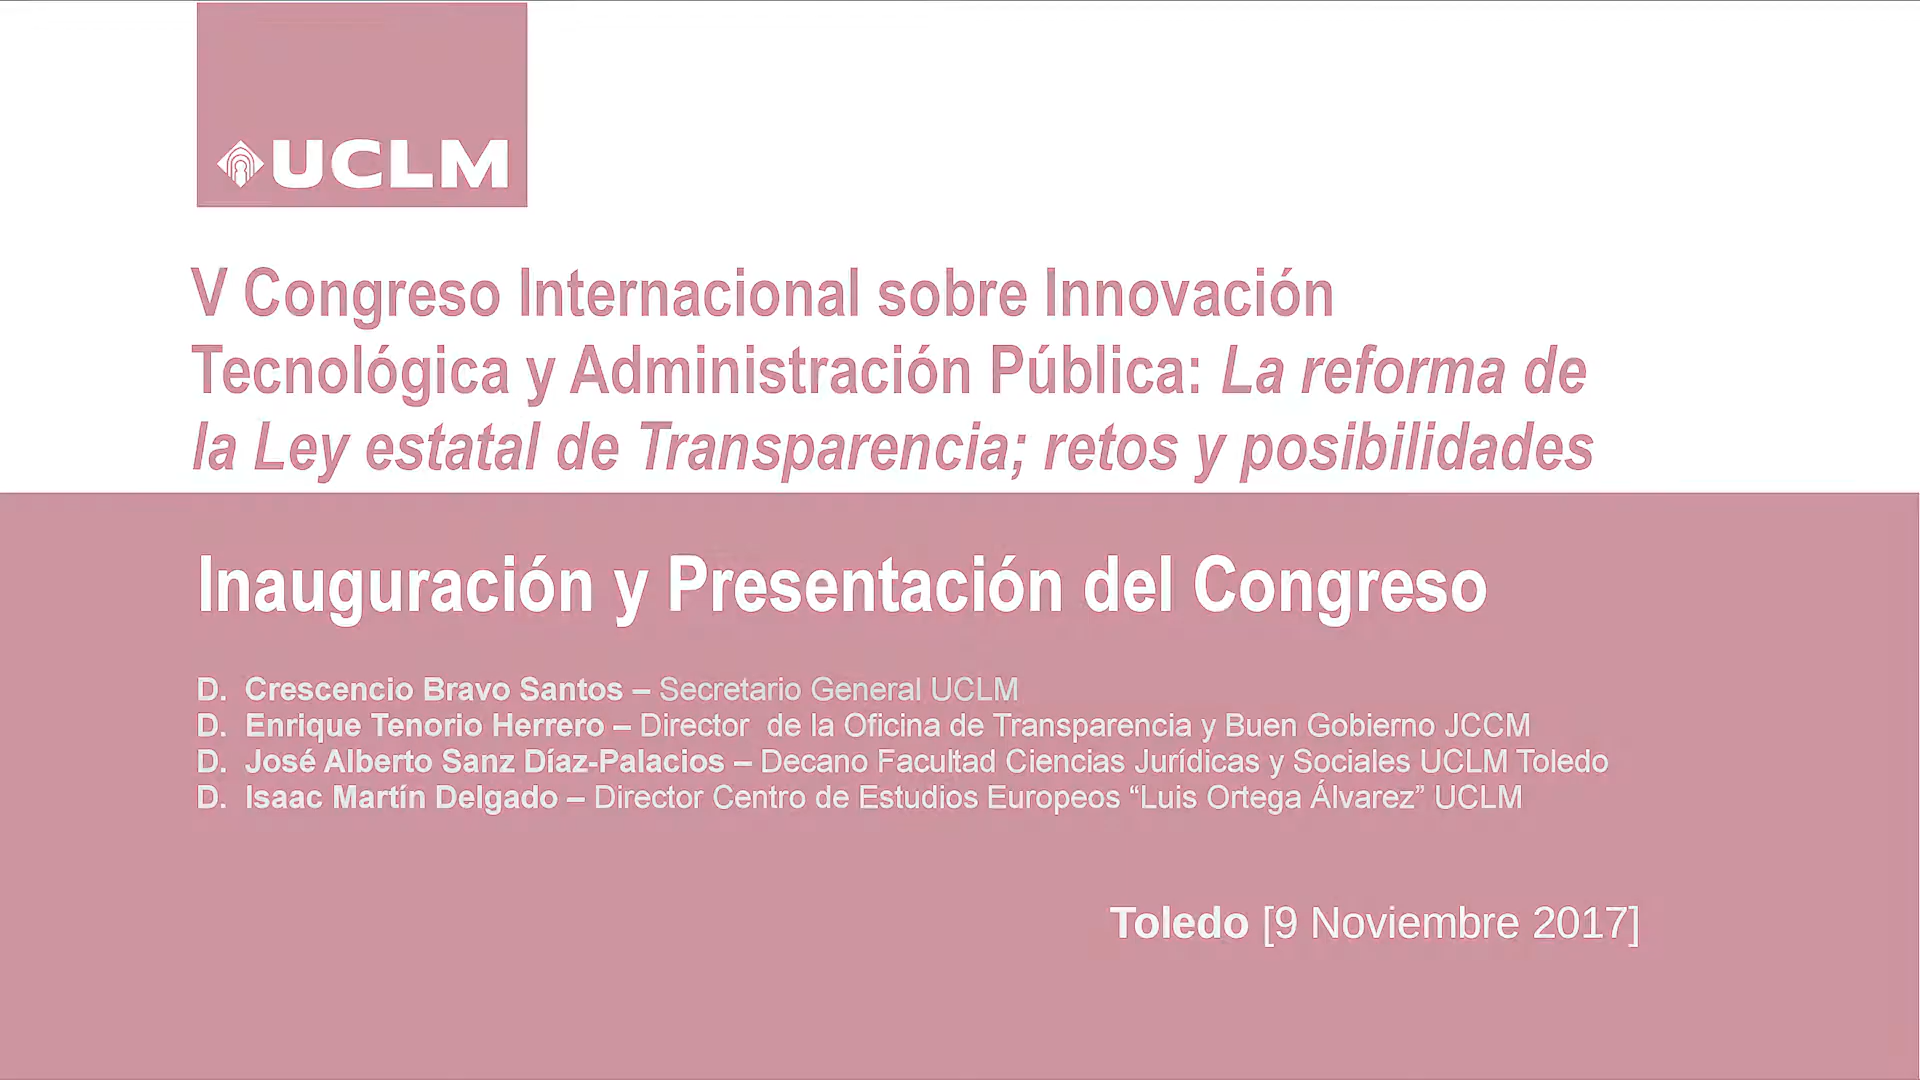 UCLM
V Congreso Internacional sobre Innovación
Tecnológica y Administración Pública: La reforma de
la Ley estatal de Transparencia; retos y posibilidades
Inauguración y Presentación del Congreso
D. Crescencio Bravo Santos – Secretario General UCLM
D. Enrique Tenorio Herrero – Director de la Oficina de Transparencia y Buen Gobierno JCCM
D. José Alberto Sanz Díaz-Palacios – Decano Facultad Ciencias Jurídicas y Sociales UCLM Toledo
D. Isaac Martín Delgado – Director Centro de Estudios Europeos “Luis Ortega Álvarez” UCLM
Toledo [9 Noviembre 2017]